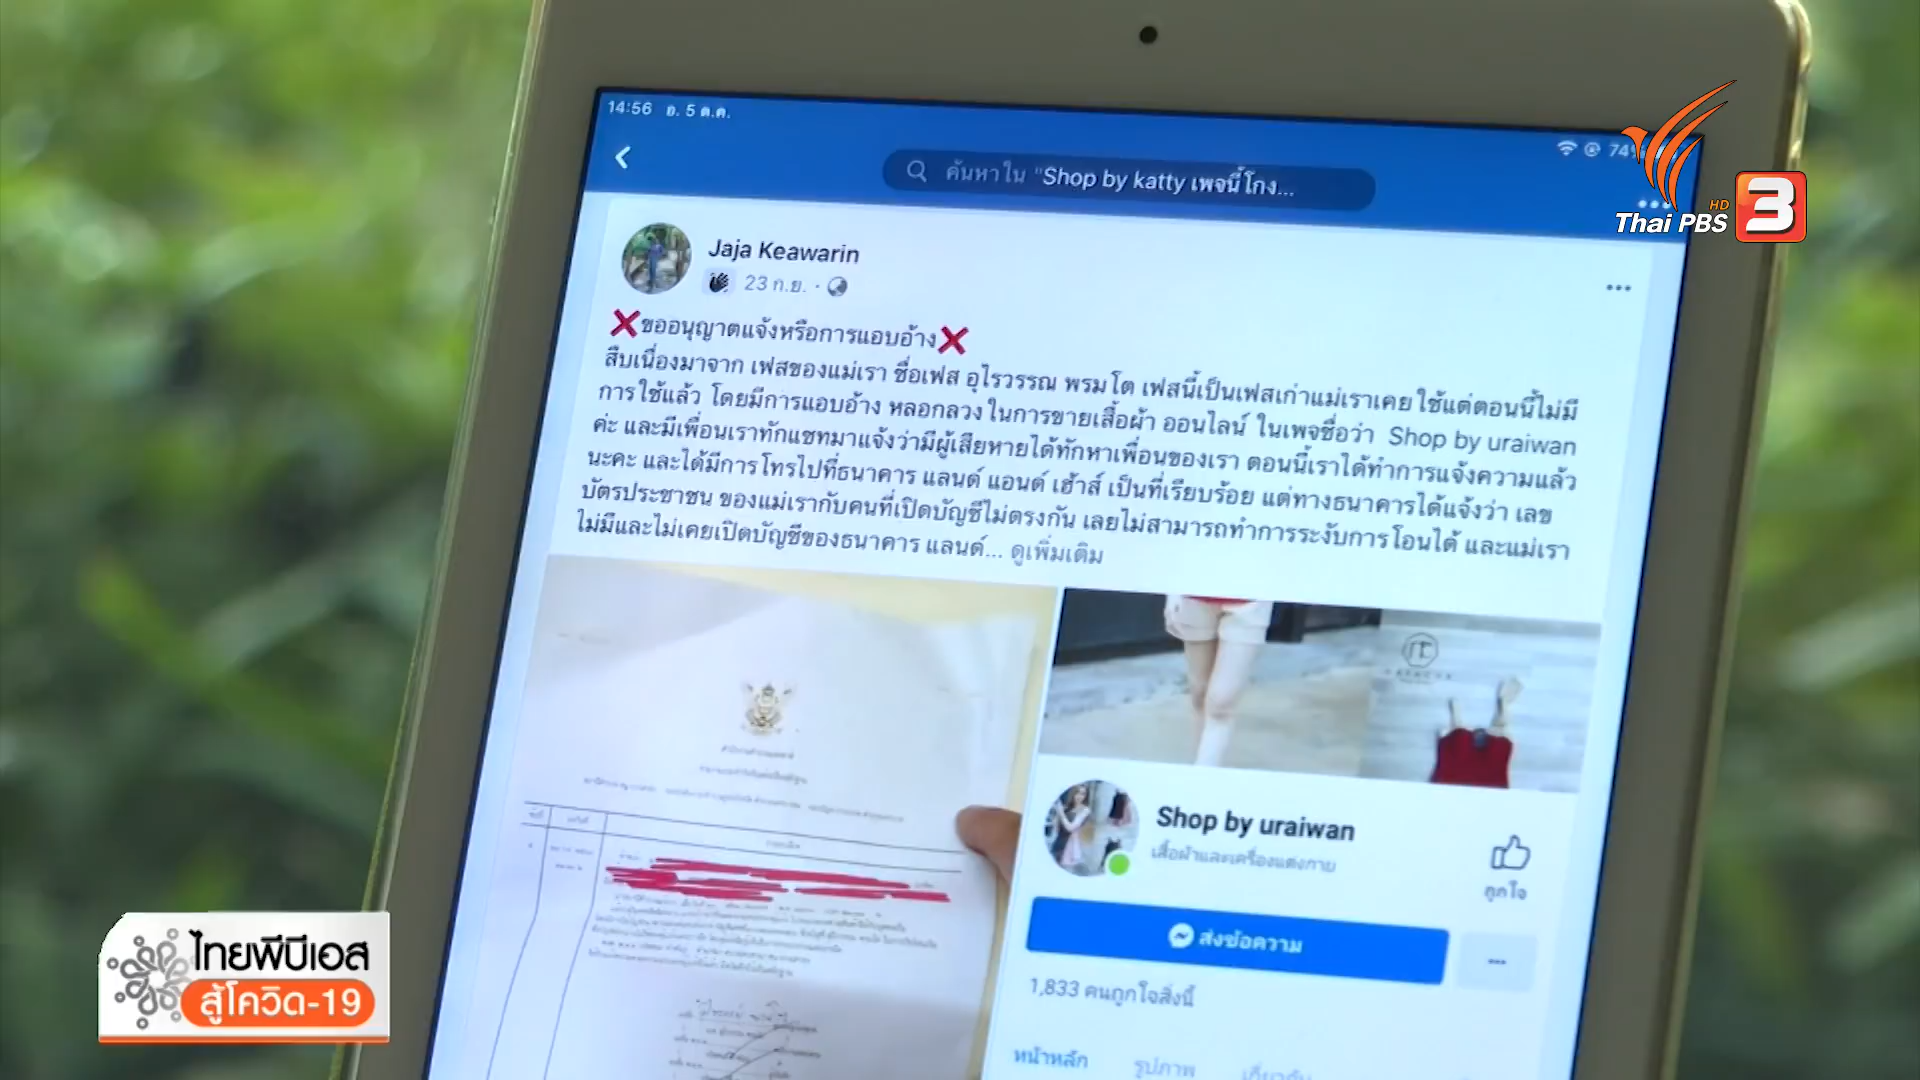 14:56 อ. 5 ต.ค.
74
ค้นหาใน "Shop by katty เพจนี้โกง...
HD
Thai PBS 3
Jaja Keawarin
23 ก.ย.
❌ขออนุญาตแจ้งหรือการแอบอ้าง❌
สืบเนื่องมาจาก เฟสของแม่เรา ชื่อเฟส อุไรวรรณ พรมโต เฟสนี้เป็นเฟสเก่าแม่เราเคยใช้แต่ตอนนี้ไม่มี
การใช้แล้ว โดยมีการแอบอ้าง หลอกลวงในการขายเสื้อผ้า ออนไลน์ ในเพจชื่อว่า Shop by uraiwan
ค่ะ และมีเพื่อนเราทักแชทมาแจ้งว่ามีผู้เสียหายได้ทักหาเพื่อนของเรา ตอนนี้เราได้ทำการแจ้งความแล้ว
นะคะ และได้มีการโทรไปที่ธนาคาร แลนด์ แอนด์ เฮ้าส์ เป็นที่เรียบร้อย แต่ทางธนาคารได้แจ้งว่า เลข
บัตรประชาชน ของแม่เรากับคนที่เปิดบัญชีไม่ตรงกัน เลยไม่สามารถทำการระงับการโอนได้ และแม่เรา
ไม่มีและไม่เคยเปิดบัญชีของธนาคาร แลนด์... ดูเพิ่มเติม
Shop by uraiwan
เสื้อผ้าและเครื่องแต่งกาย
ถูกใจ
ส่งข้อความ
1,833 คนถูกใจสิ่งนี้
หน้าหลัก รูปภาพ
ไทยพีบีเอส
สู้โควิด-19